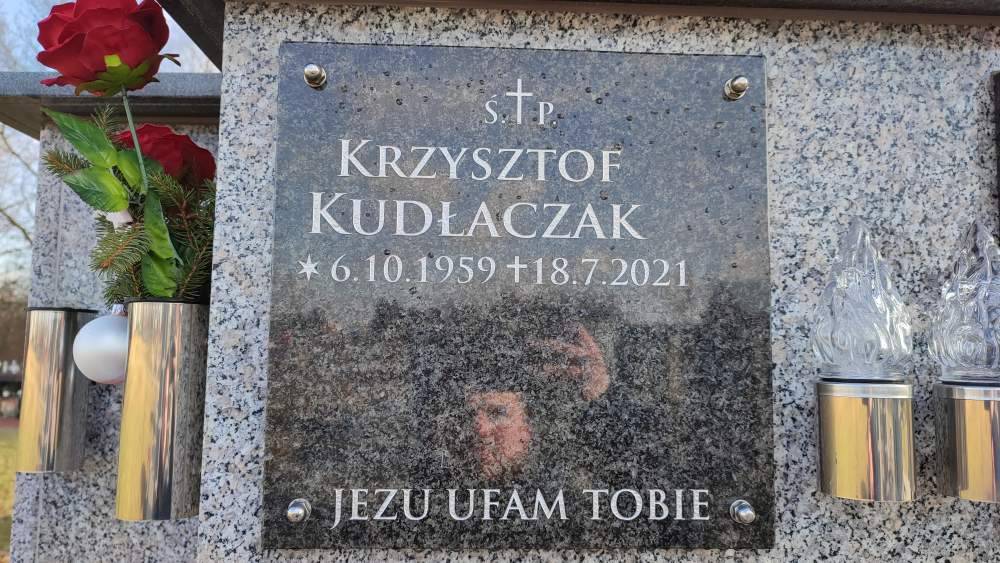 Ś.†P.
KRZYSZTOF
KUDŁACZAK
✶6.10.1959 †18.7.2021
JEZU UFAM TOBIE